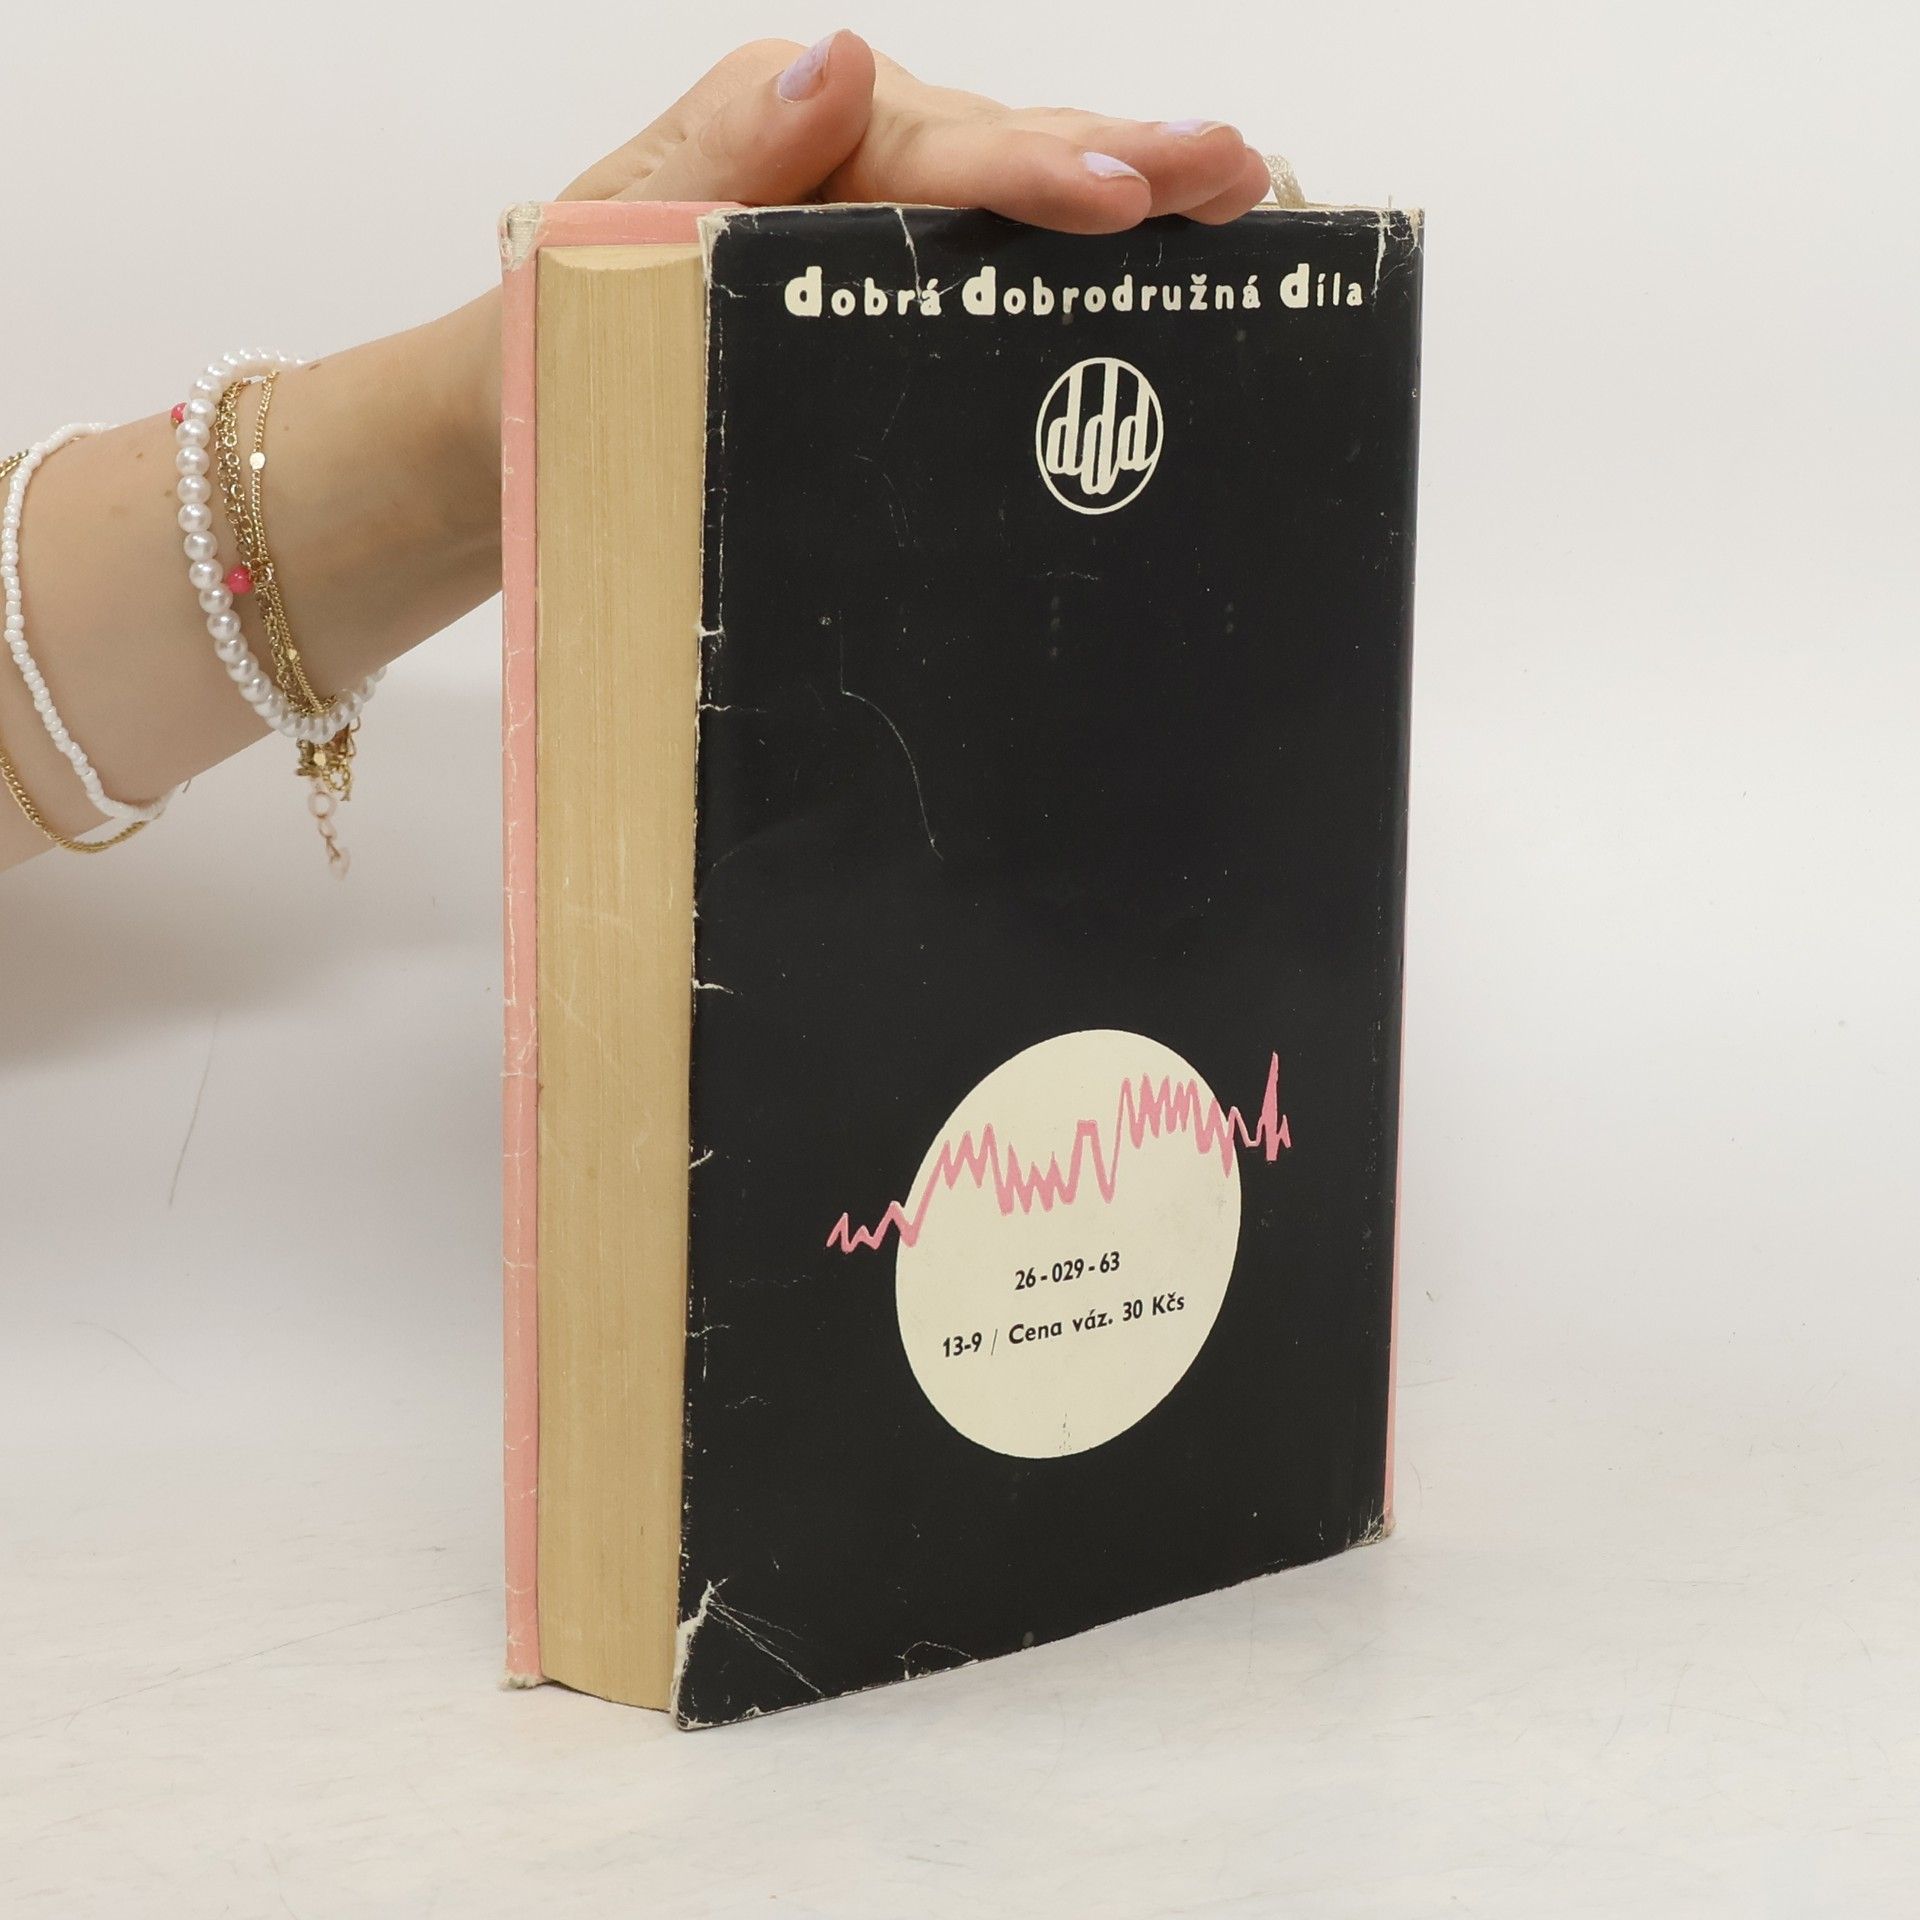 dobrá dobrodružná díla
ddd
26-029-63
13-9 / Cena váz. 30 Kčs